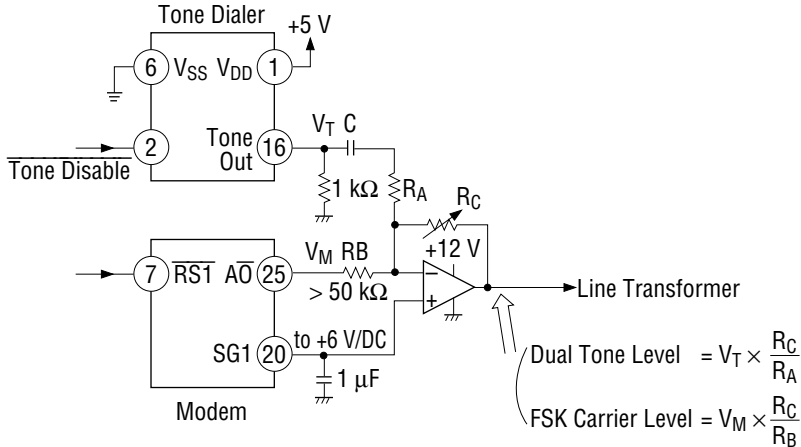 Tone Dialer
+5 V
6 VSS VDD 1
2 Tone Out 16
VT C
Tone Disable
1 kΩ RA
RC
+12 V
7 RS1 AO 25
VM RB
> 50 kΩ
−
+
Line Transformer
SG1 20
to +6 V/DC
1 μF
Modem
Dual Tone Level = VT × RC/RA
FSK Carrier Level = VM × RC/RB